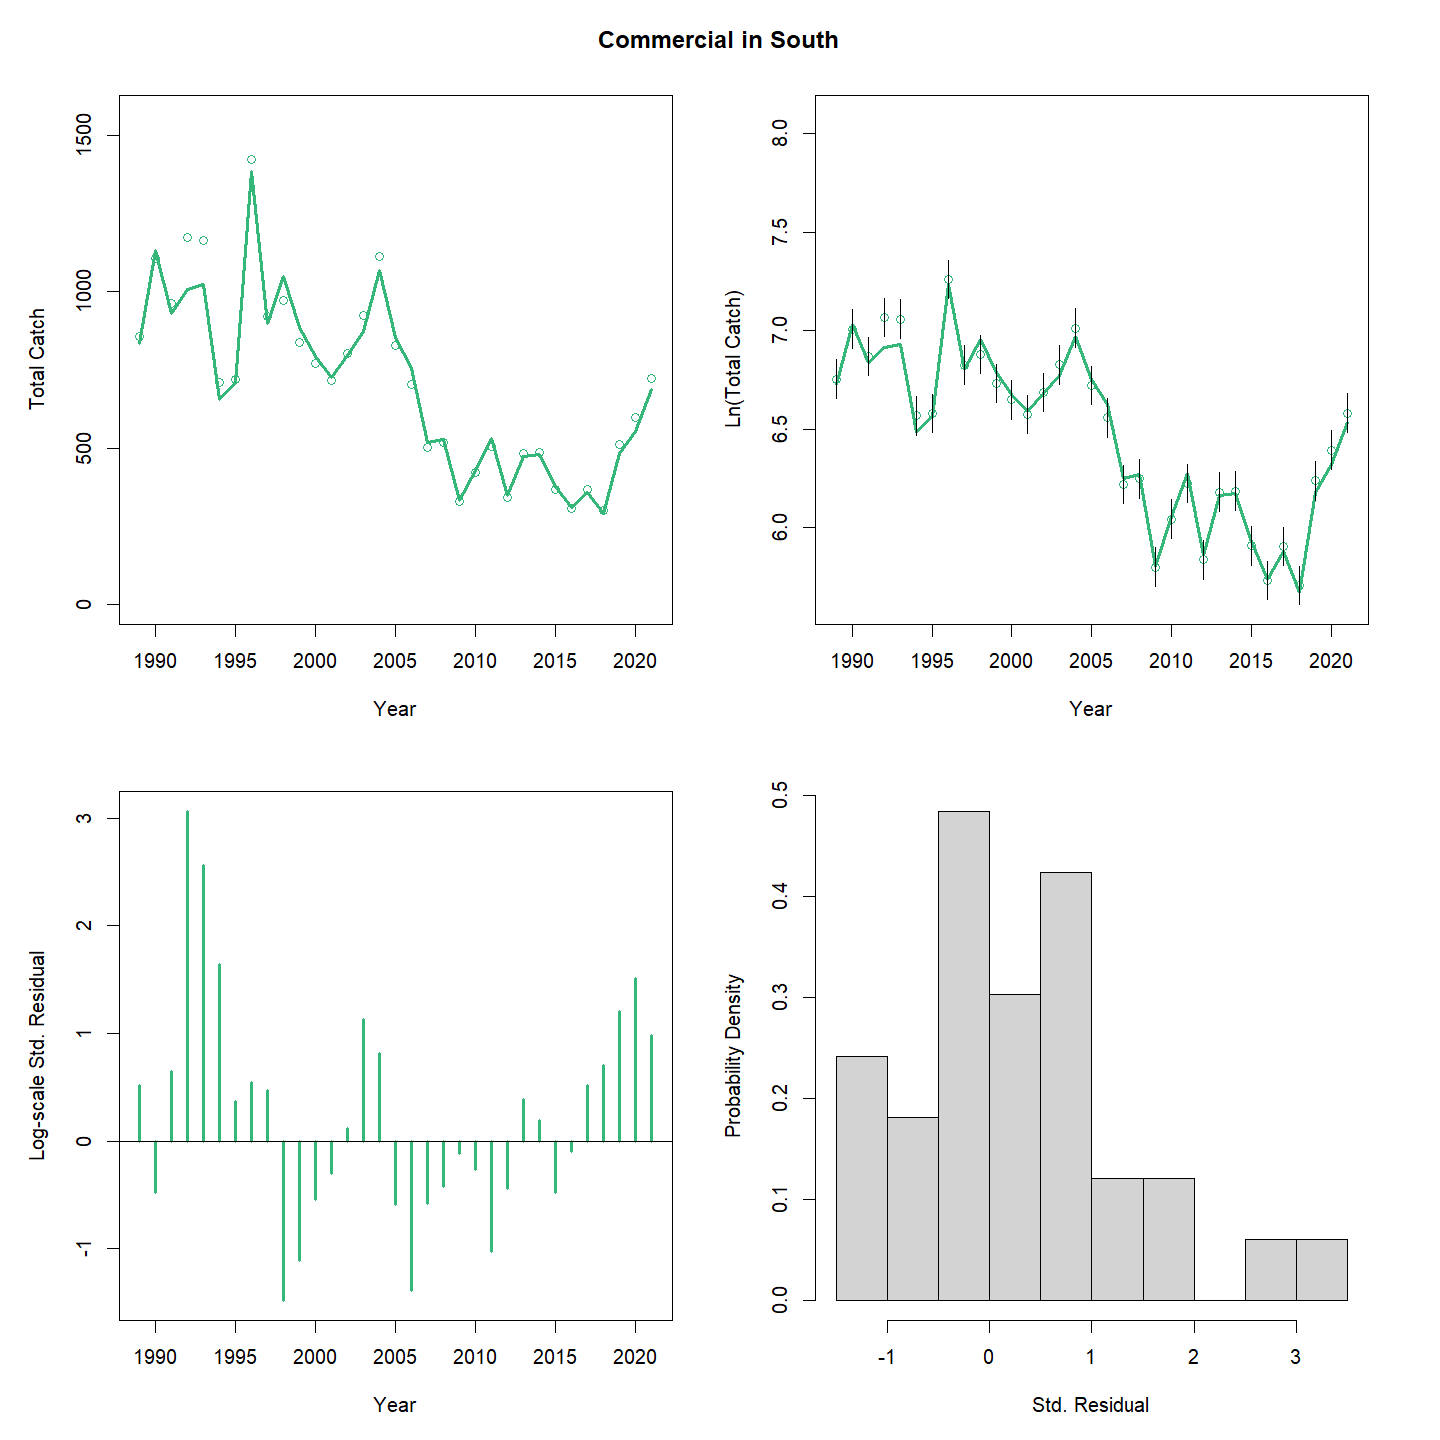 Commercial in South
Total Catch
1500
1000
500
0
1990 1995 2000 2005 2010 2015 2020
Year
Ln(Total Catch)
8.0
7.5
7.0
6.5
6.0
1990 1995 2000 2005 2010 2015 2020
Year
Log-scale Std. Residual
3
2
1
0
-1
1990 1995 2000 2005 2010 2015 2020
Year
Probability Density
0.5
0.4
0.3
0.2
0.1
0.0
-1 0 1 2 3
Std. Residual